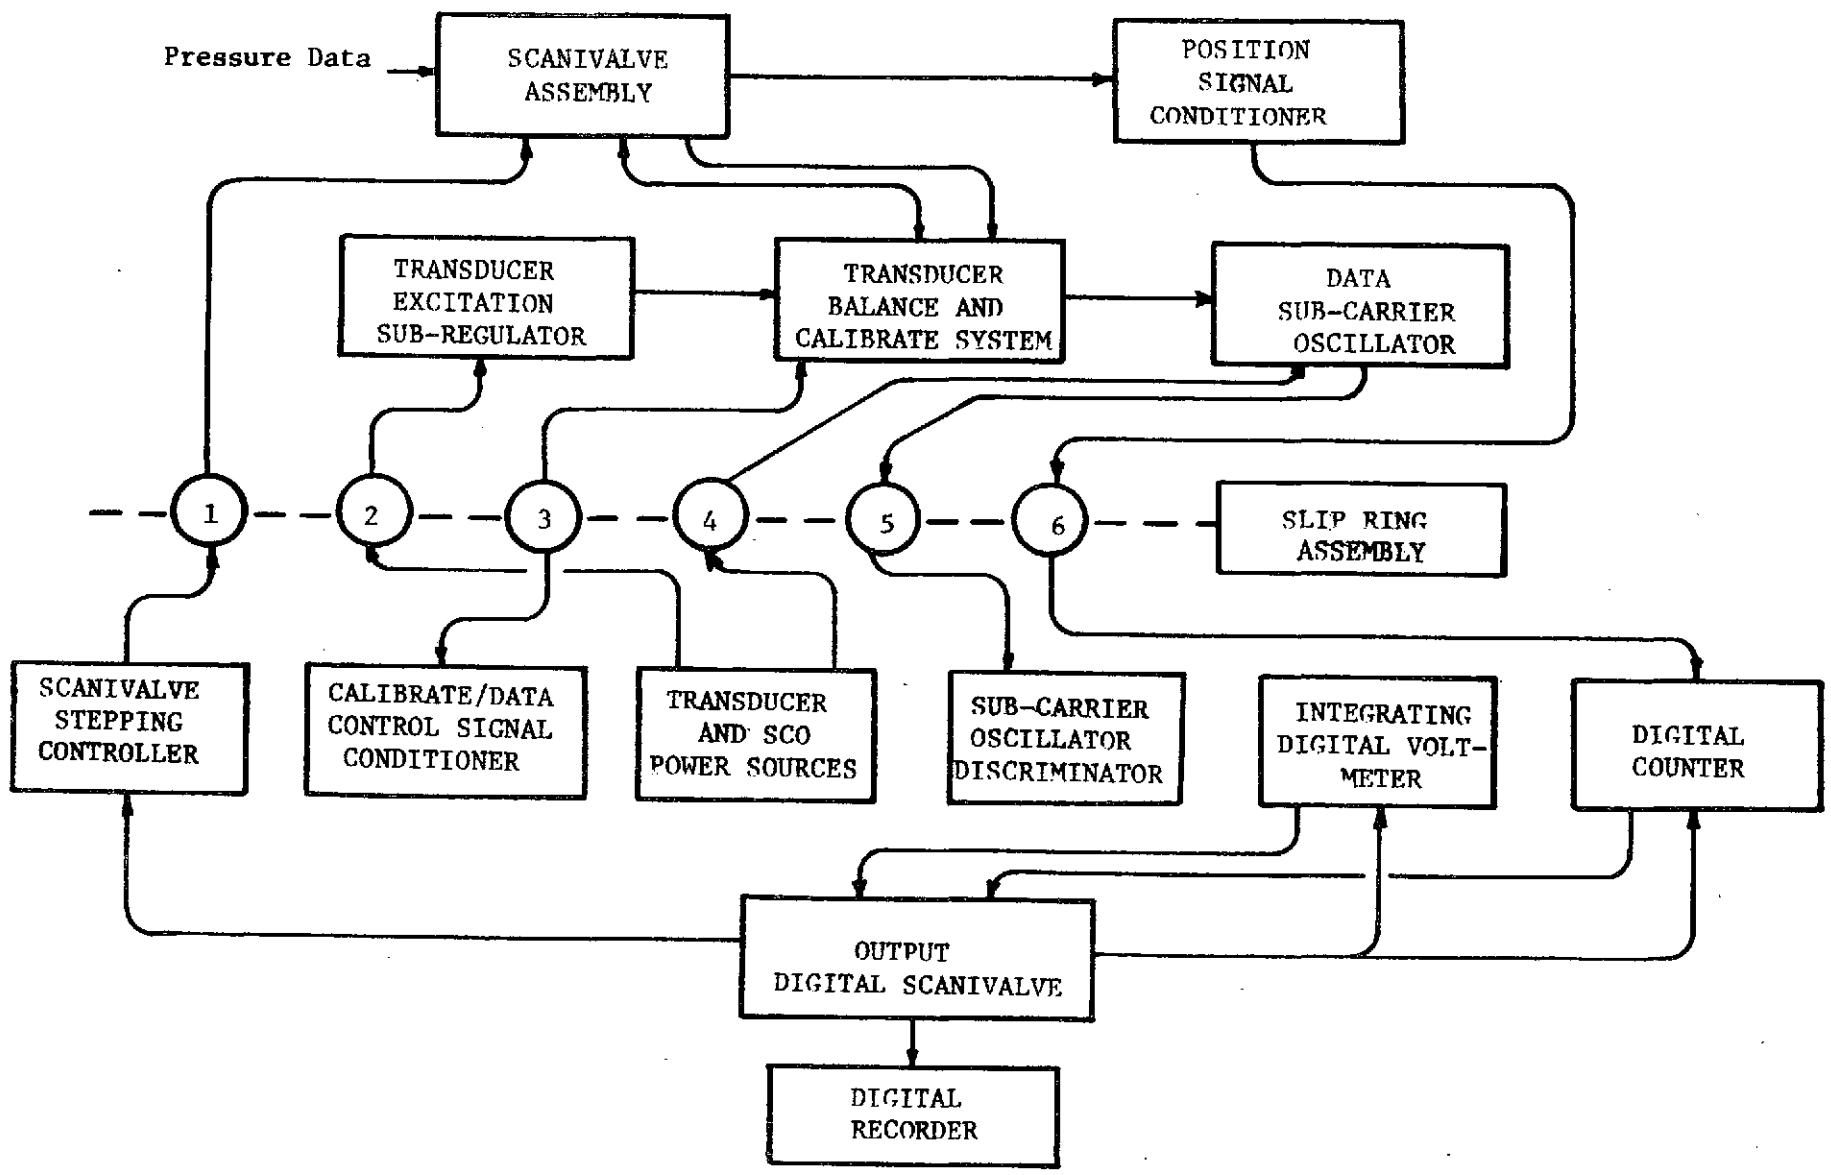 Pressure Data
SCANIVALVE
ASSEMBLY
POSITION
SIGNAL
CONDITIONER
TRANSDUCER
EXCITATION
SUB-REGULATOR
TRANSDUCER
BALANCE AND
CALIBRATE SYSTEM
DATA
SUB-CARRIER
OSCILLATOR
1
2
3
4
5
6
SLIP RING
ASSEMBLY
SCANIVALVE
STEPPING
CONTROLLER
CALIBRATE/DATA
CONTROL SIGNAL
CONDITIONER
TRANSDUCER
AND SCO
POWER SOURCES
SUB-CARRIER
OSCILLATOR
DISCRIMINATOR
INTEGRATING
DIGITAL VOLT-
METER
DIGITAL
COUNTER
OUTPUT
DIGITAL SCANIVALVE
DIGITAL
RECORDER